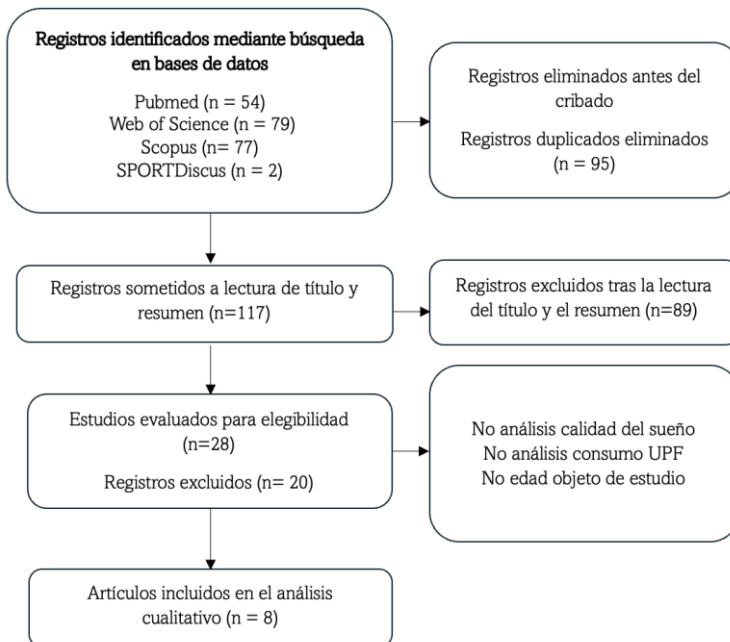 Registros identificados mediante búsqueda
en bases de datos
Pubmed (n = 54)
Web of Science (n = 79)
Scopus (n= 77)
SPORTDiscus (n = 2)
Registros eliminados antes del
cribado
Registros duplicados eliminados
(n = 95)
Registros sometidos a lectura de título y
resumen (n=117)
Registros excluidos tras la lectura
del título y el resumen (n=89)
Estudios evaluados para elegibilidad
(n=28)
Registros excluidos (n= 20)
No análisis calidad del sueño
No análisis consumo UPF
No edad objeto de estudio
Artículos incluidos en el análisis
cualitativo (n = 8)